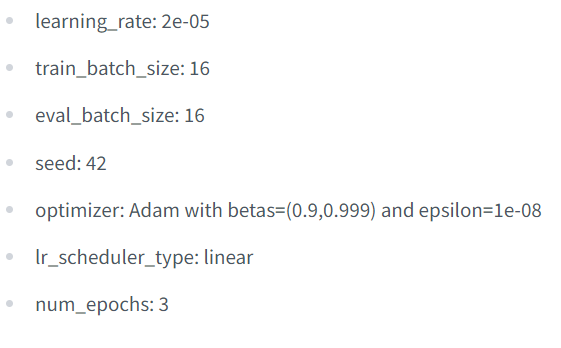 learning_rate: 2e-05
train_batch_size: 16
eval_batch_size: 16
seed: 42
optimizer: Adam with betas=(0.9,0.999) and epsilon=1e-08
lr_scheduler_type: linear
num_epochs: 3